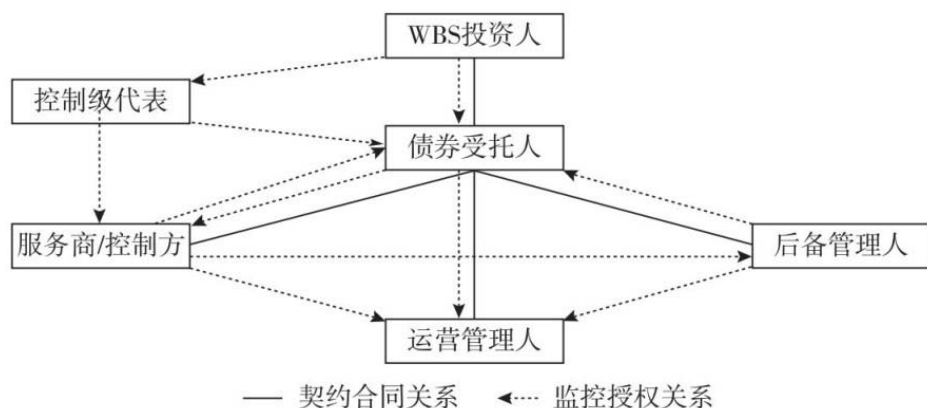 WBS投资人
控制级代表
债券受托人
服务商/控制方
后备管理人
运营管理人
契约合同关系
监控授权关系